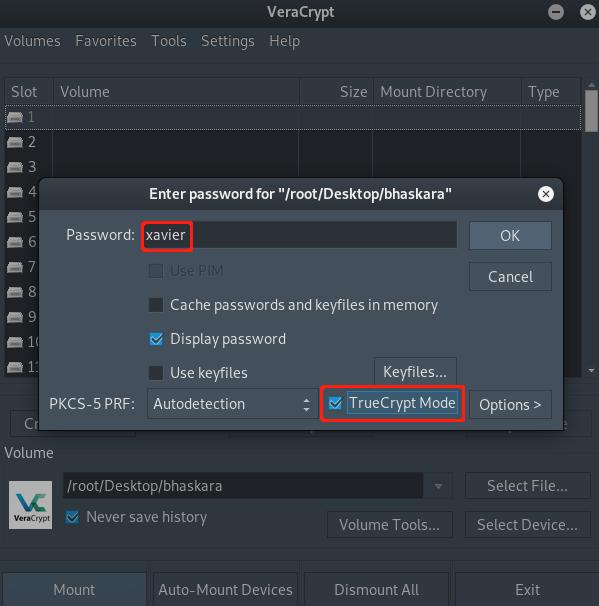 VeraCrypt
Volumes Favorites Tools Settings Help
Slot Volume Size Mount Directory Type
1
2
3
4
5
6
7
8
9
10
11
Enter password for "/root/Desktop/bhaskara"
Password: xavier OK
Use PIM
Cancel
Cache passwords and keyfiles in memory
Display password
Use keyfiles Keyfiles...
PKCS-5 PRF: Autodetection TrueCrypt Mode Options >
Volume
/root/Desktop/bhaskara Select File...
VC
VeraCrypt
Never save history
Volume Tools... Select Device...
Mount Auto-Mount Devices Dismount All Exit